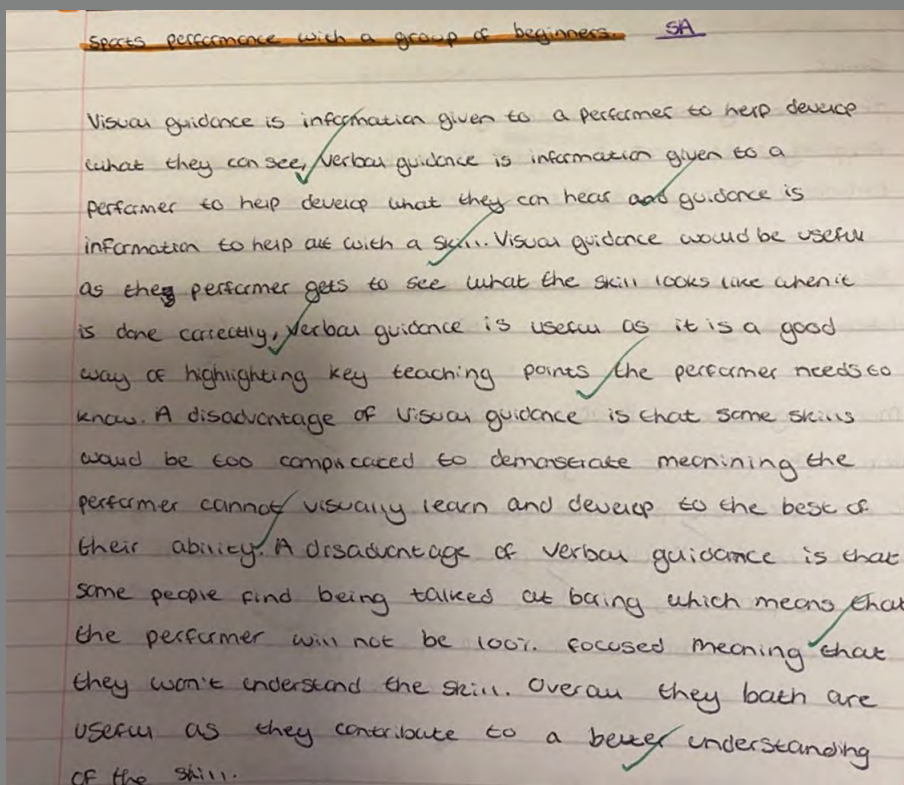 sports performance with a group of beginners. SA
Visual guidance is information given to a performer to help develop
what they can see, Verbal guidance is information given to a
performer to help develop what they can hear and guidance is
information to help out with a skill. Visual guidance would be useful
as they performer gets to see what the skill looks like when it
is done correctly, Verbal guidance is useful as it is a good
way of highlighting key teaching points the performer needs to
know. A disadvantage of visual guidance is that some skills
would be too complicated to demonstrate meanining the
performer cannot visually learn and develop to the best of
their ability. A disadvantage of verbal guidance is that
some people find being talked at boring which means that
the performer will not be 100% focused meaning that
they won't understand the skill. Overall they both are
useful as they contribute to a better understanding
of the skill.